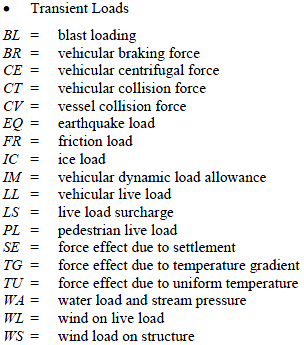 • Transient Loads
BL = blast loading
BR = vehicular braking force
CE = vehicular centrifugal force
CT = vehicular collision force
CV = vessel collision force
EQ = earthquake load
FR = friction load
IC = ice load
IM = vehicular dynamic load allowance
LL = vehicular live load
LS = live load surcharge
PL = pedestrian live load
SE = force effect due to settlement
TG = force effect due to temperature gradient
TU = force effect due to uniform temperature
WA = water load and stream pressure
WL = wind on live load
WS = wind load on structure